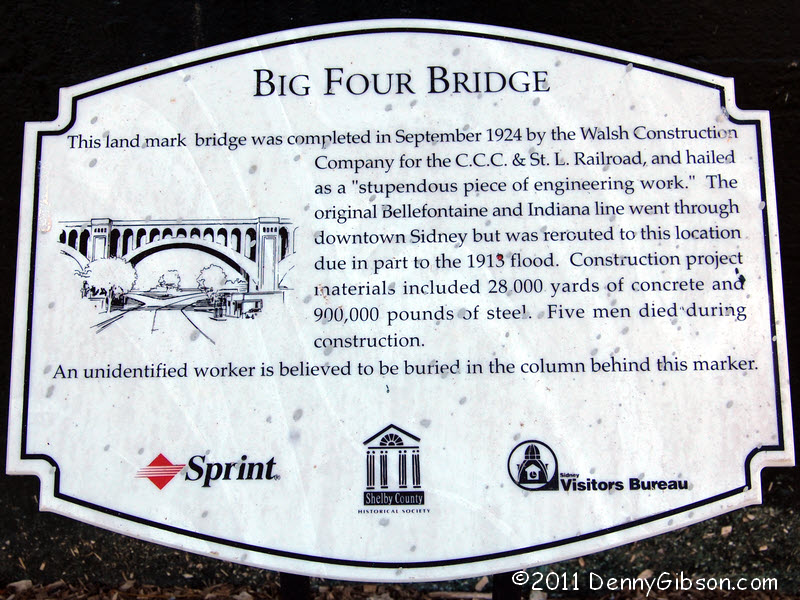 BIG FOUR BRIDGE
This land mark bridge was completed in September 1924 by the Walsh Construction
Company for the C.C.C. & St. L. Railroad, and hailed
as a "stupendous piece of engineering work." The
original Bellefontaine and Indiana line went through
downtown Sidney but was rerouted to this location
due in part to the 1913 flood. Construction project
materials included 28,000 yards of concrete and
900,000 pounds of steel. Five men died during
construction.
An unidentified worker is believed to be buried in the column behind this marker.
Sprint
Shelby County
HISTORICAL SOCIETY
Sidney
Visitors Bureau
©2011 DennyGibson.com